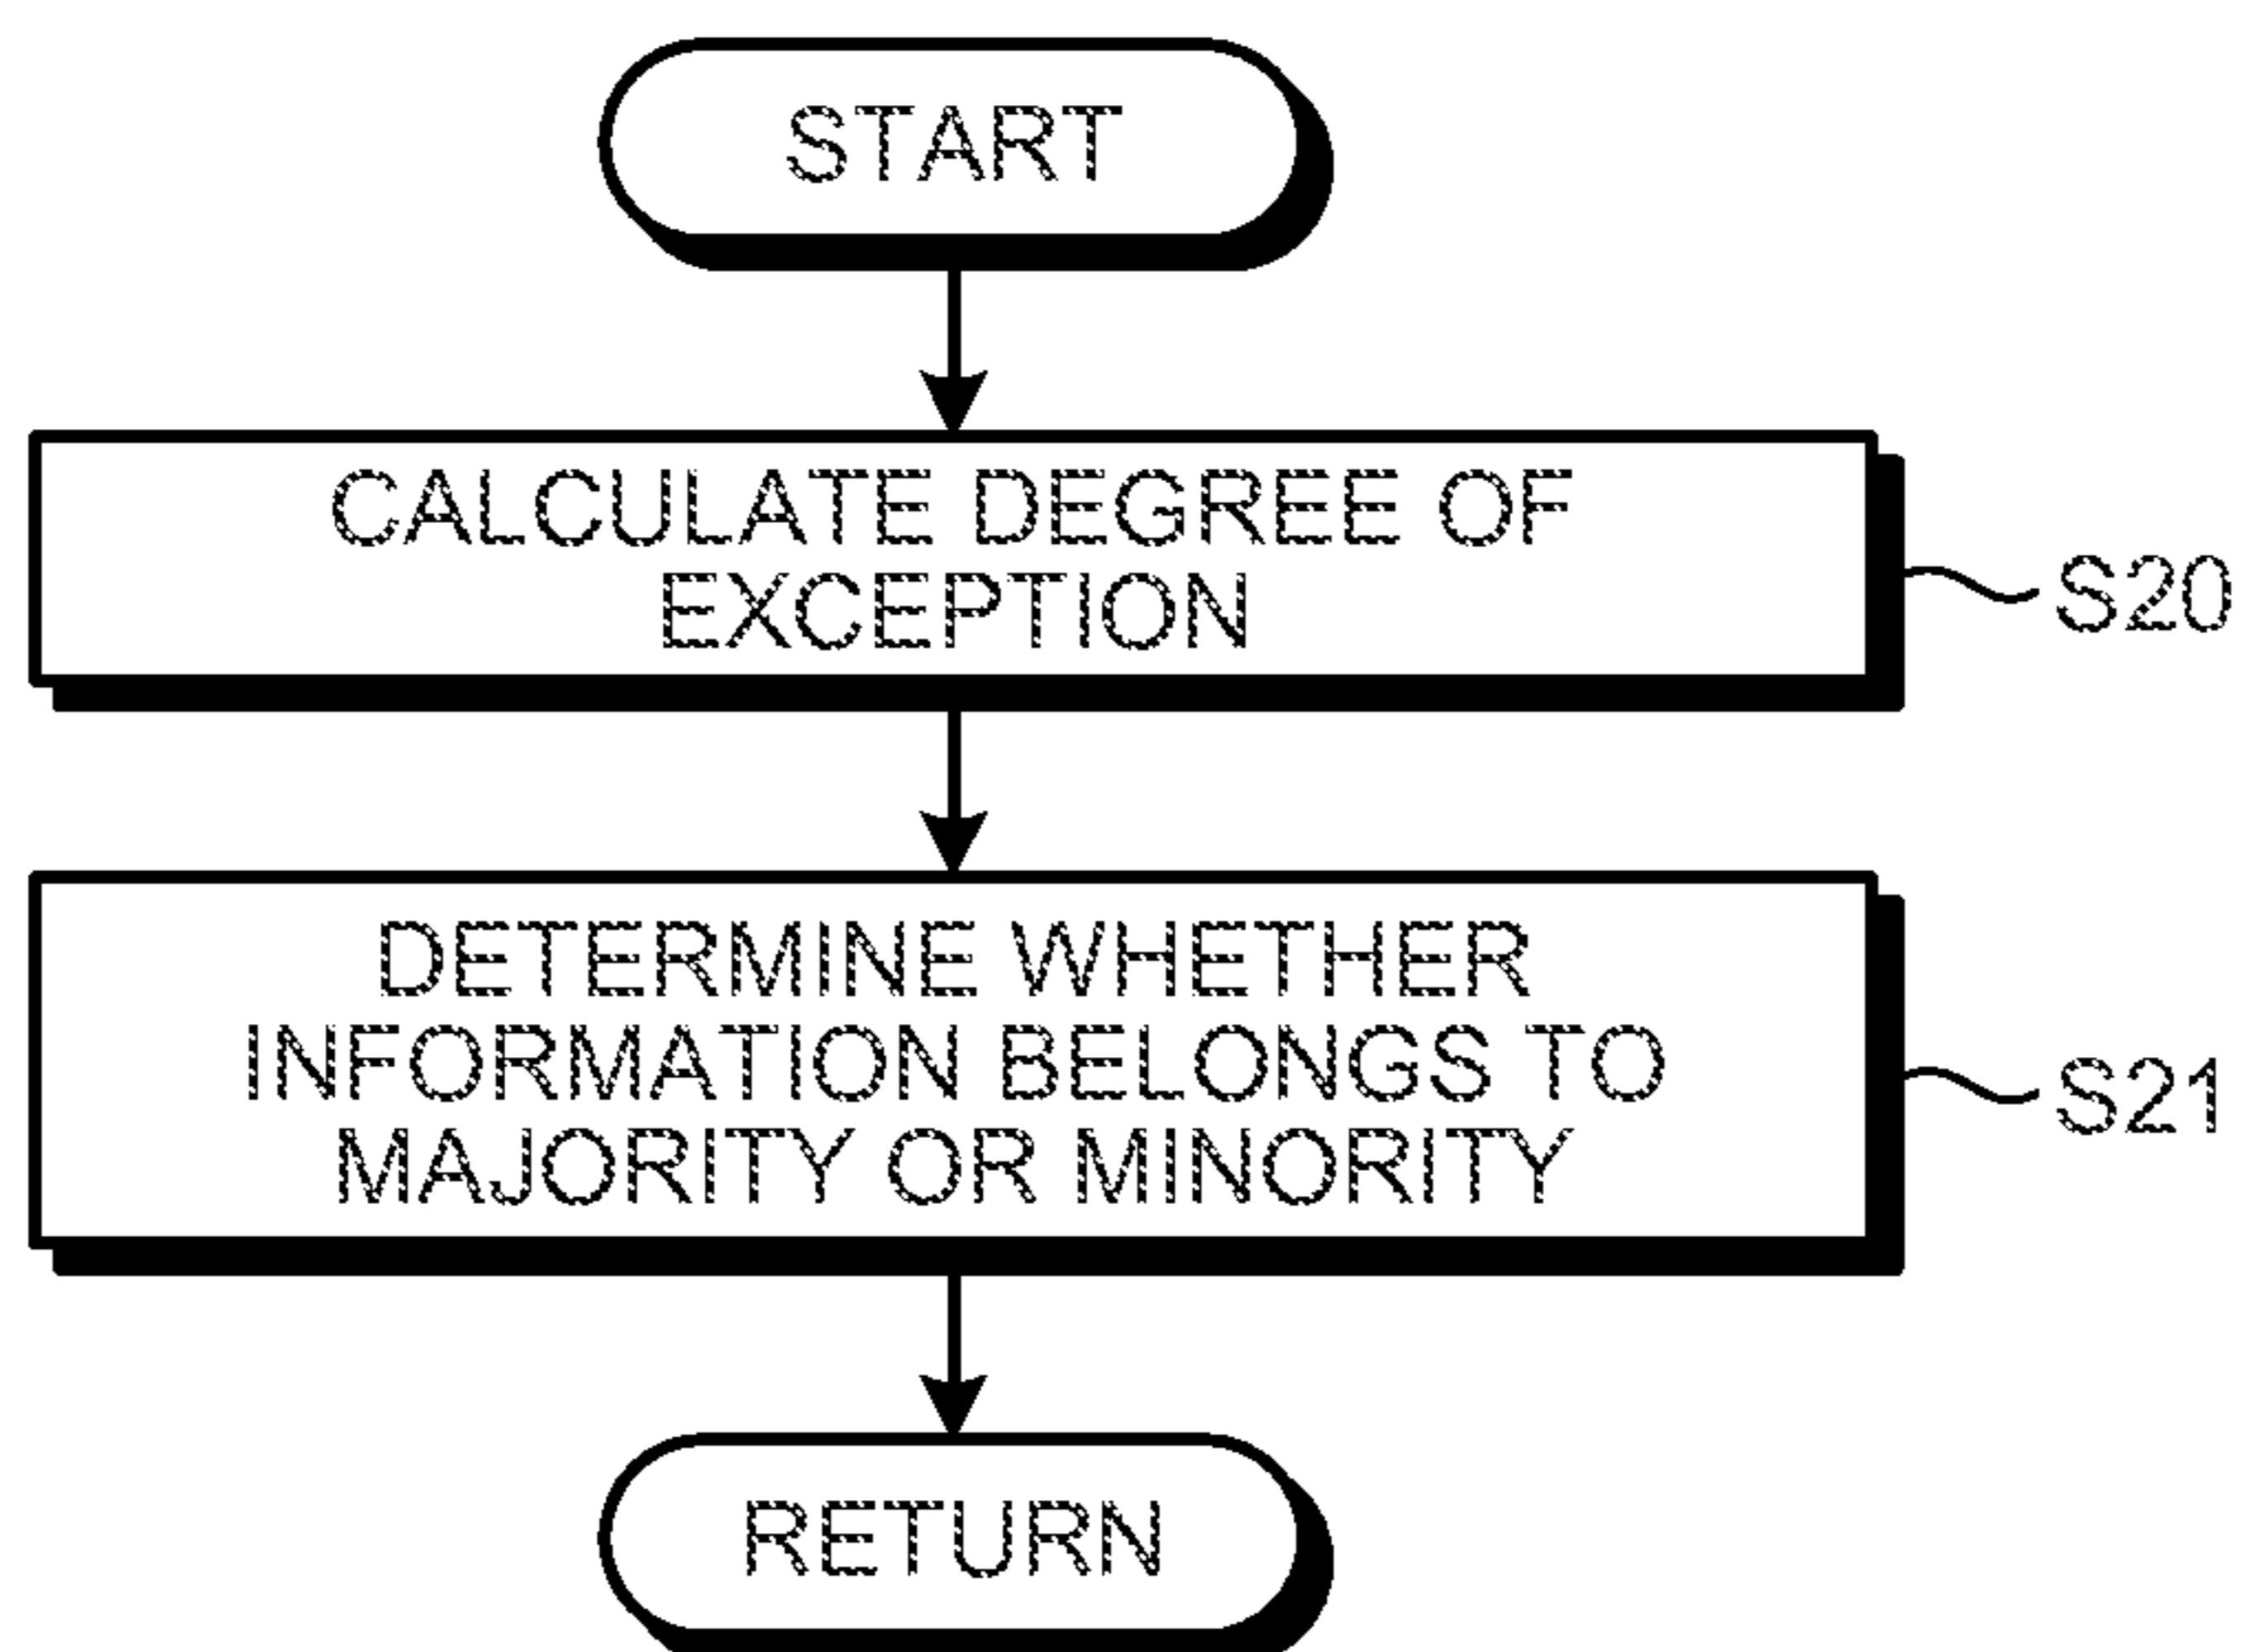 START
CALCULATE DEGREE OF
EXCEPTION
S20
DETERMINE WHETHER
INFORMATION BELONGS TO
MAJORITY OR MINORITY
S21
RETURN